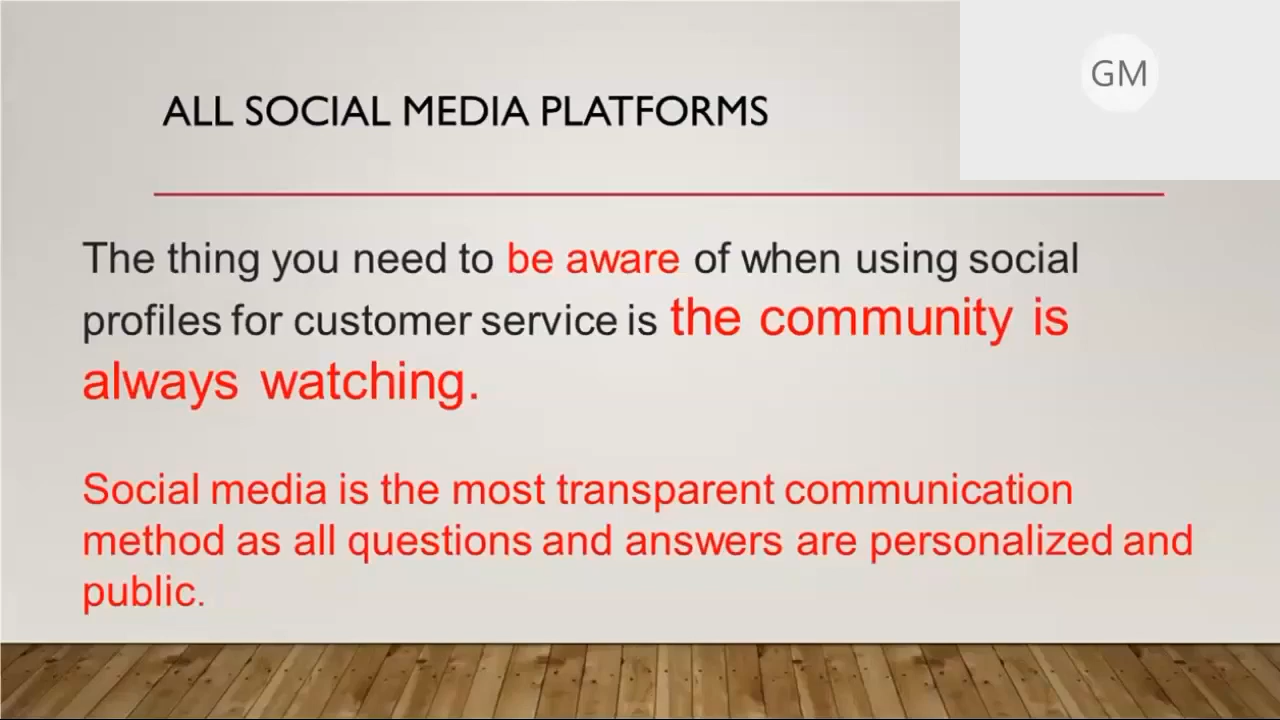 GM
ALL SOCIAL MEDIA PLATFORMS
The thing you need to be aware of when using social
profiles for customer service is the community is
always watching.
Social media is the most transparent communication
method as all questions and answers are personalized and
public.